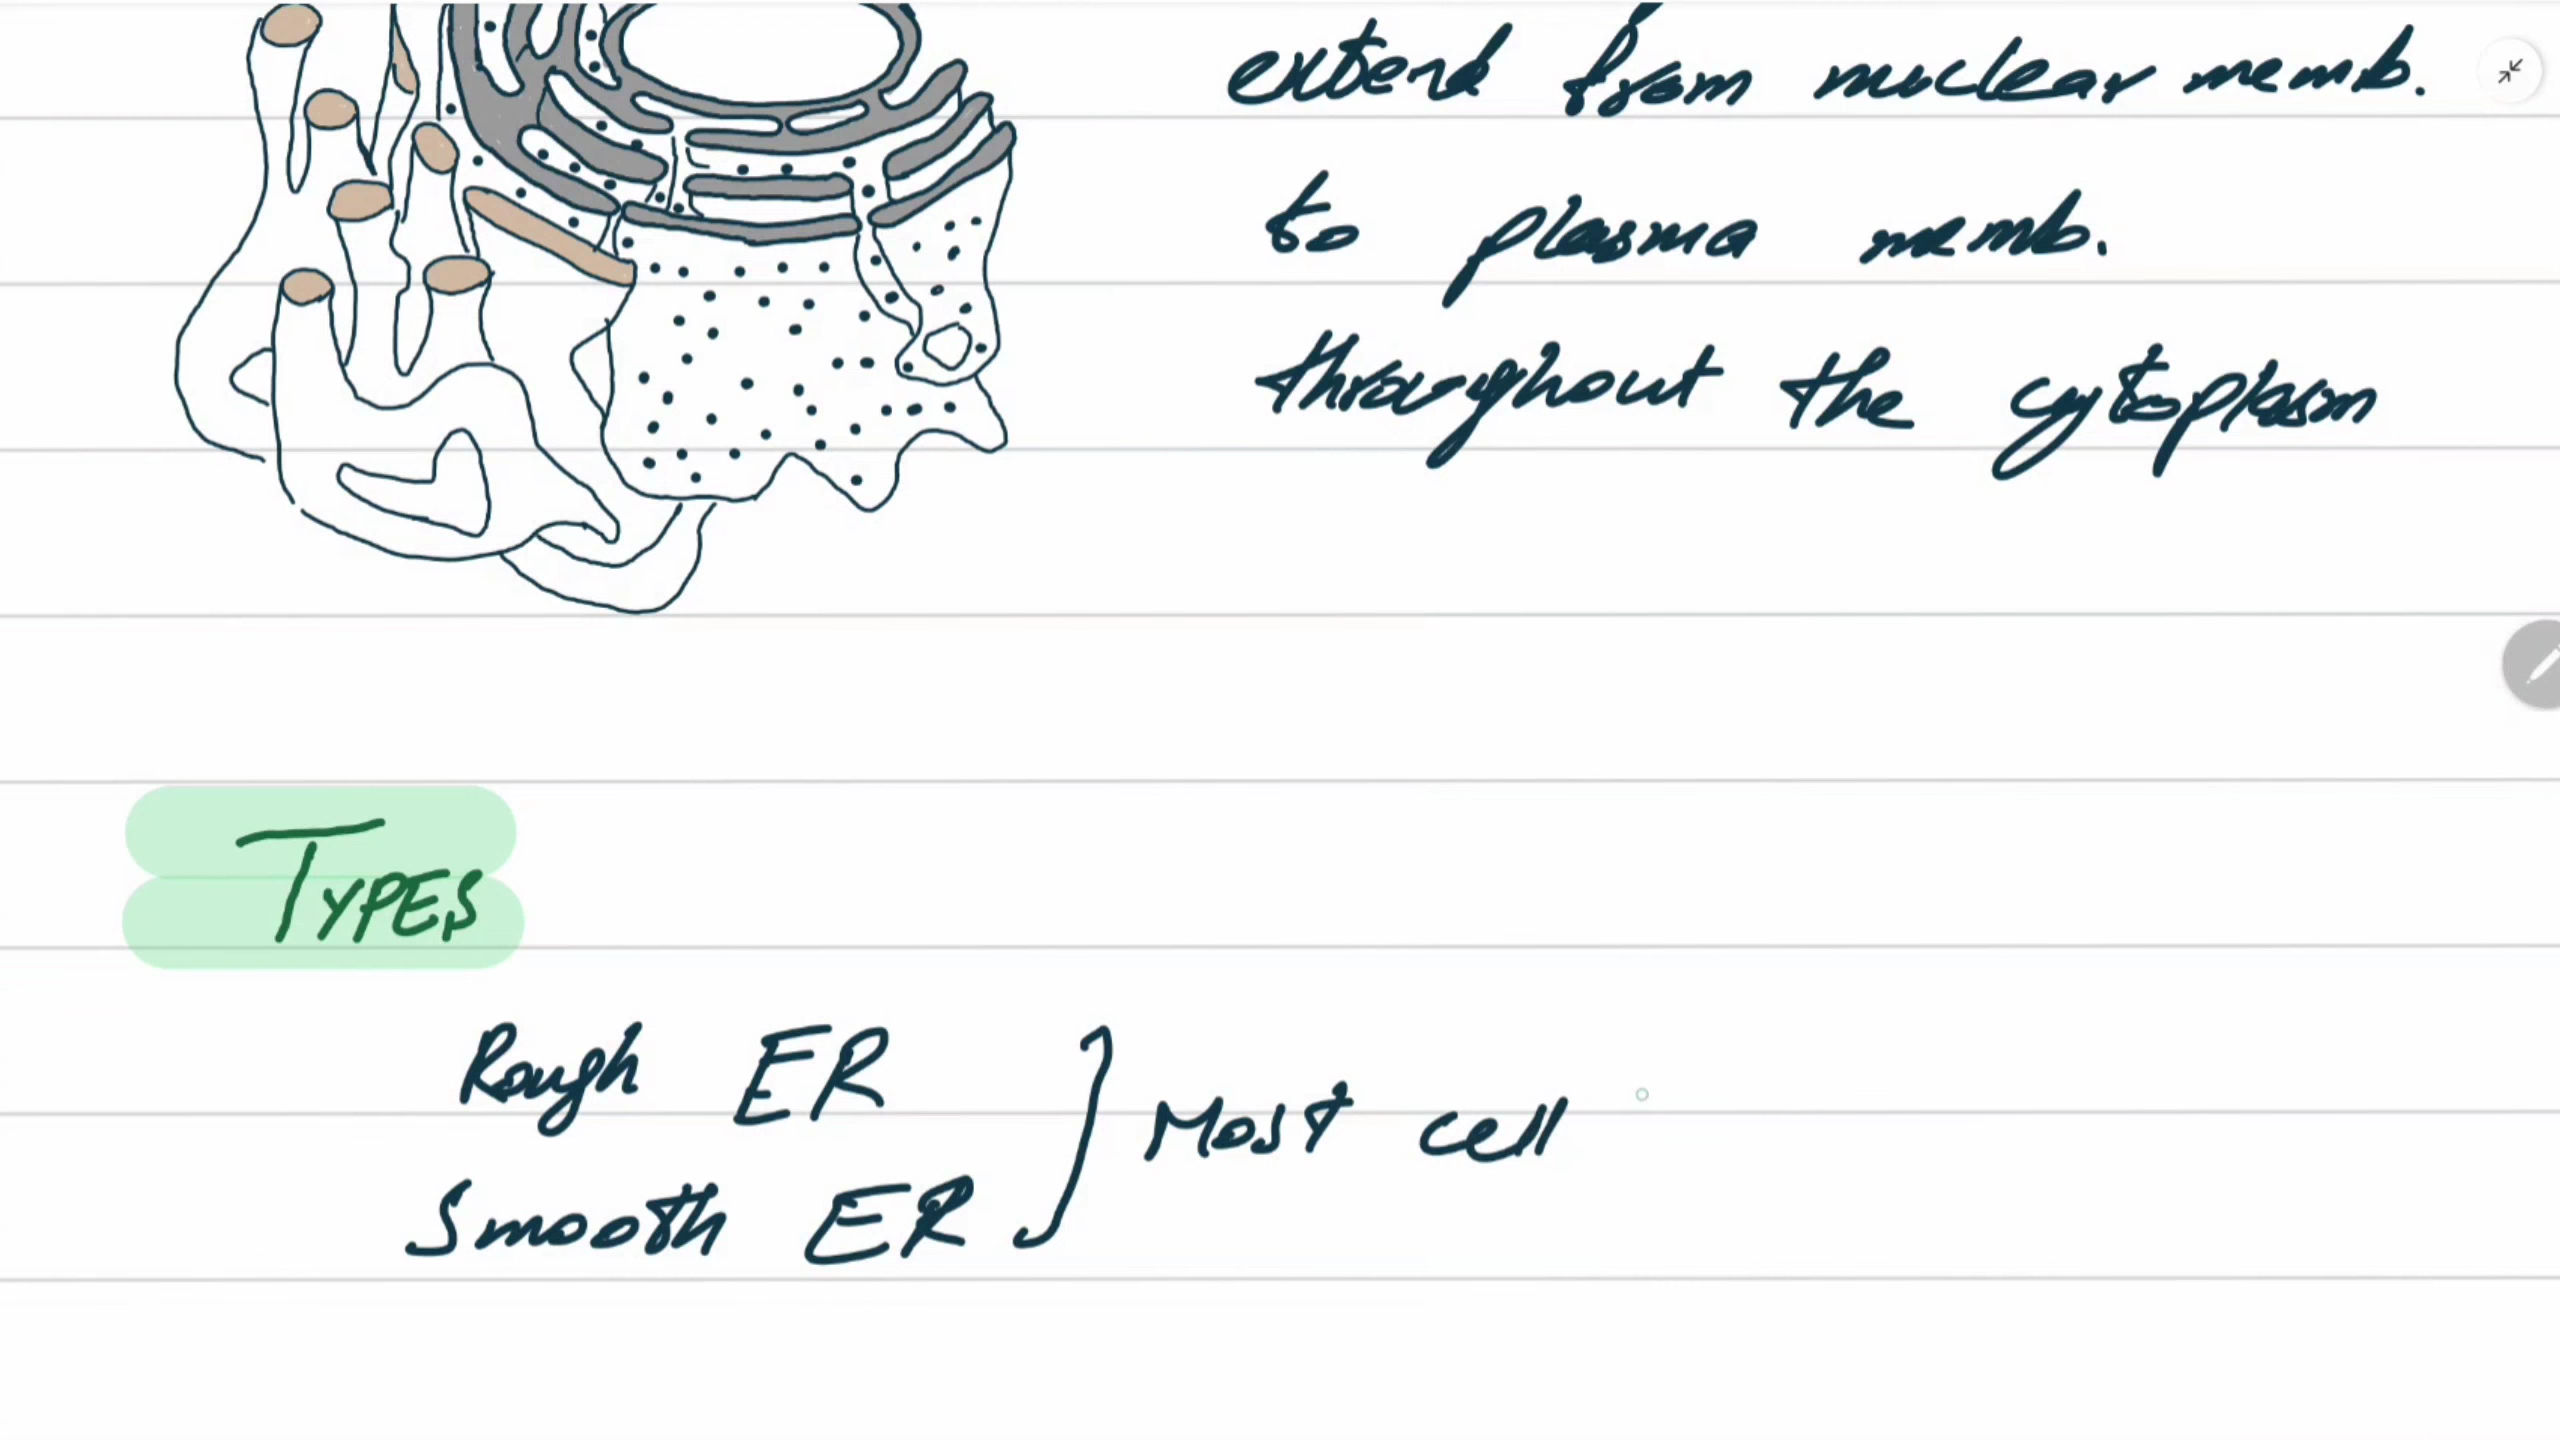 extend from nuclear memb.
to plasma memb.
throughout the cytoplasm
TYPES
Rough ER
Smooth ER
Most cell